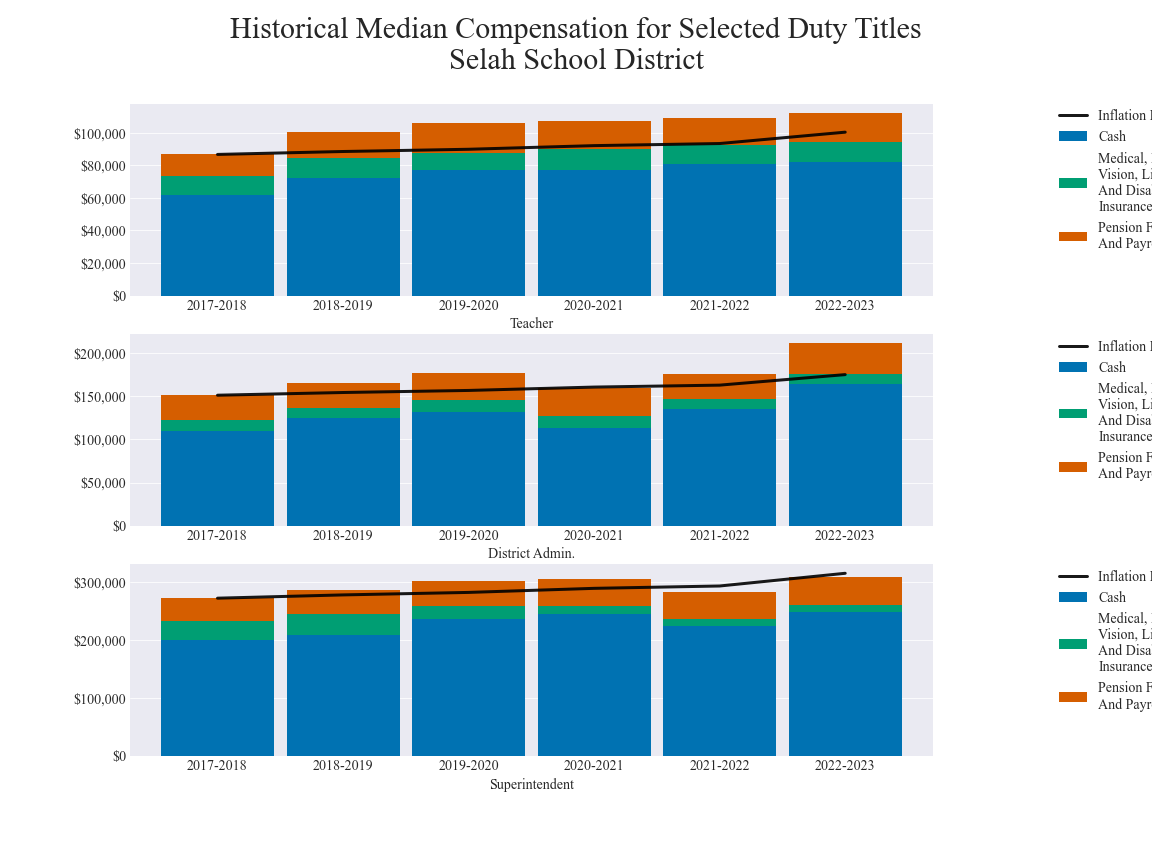 Historical Median Compensation for Selected Duty Titles
Selah School District
$100,000
$80,000
$60,000
$40,000
$20,000
$0
2017-2018 2018-2019 2019-2020 2020-2021 2021-2022 2022-2023
Teacher
Inflation
Cash
Medical,
Vision,
And
Insurance
Pension
And
$200,000
$150,000
$100,000
$50,000
$0
2017-2018 2018-2019 2019-2020 2020-2021 2021-2022 2022-2023
District Admin.
Inflation
Cash
Medical,
Vision,
And
Insurance
Pension
And
$300,000
$200,000
$100,000
$0
2017-2018 2018-2019 2019-2020 2020-2021 2021-2022 2022-2023
Superintendent
Inflation
Cash
Medical,
Vision,
And
Insurance
Pension
And